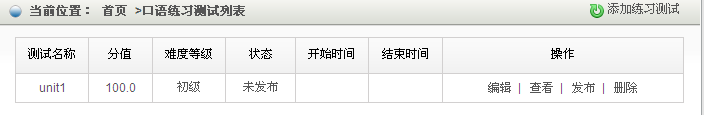 当前位置： 首页 >口语练习测试列表 添加练习测试
测试名称 分值 难度等级 状态 开始时间 结束时间 操作
unit1 100.0 初级 未发布 编辑 | 查看 | 发布 | 删除